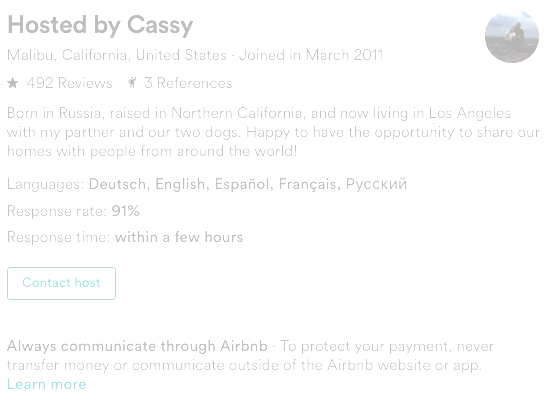 Hosted by Cassy
Malibu, California, United States · Joined in March 2011
492 Reviews 3 References
Born in Russia, raised in Northern California, and now living in Los Angeles
with my partner and our two dogs. Happy to have the opportunity to share our
homes with people from around the world!
Languages: Deutsch, English, Español, Français, Русский
Response rate: 91%
Response time: within a few hours
Contact host
Always communicate through Airbnb · To protect your payment, never
transfer money or communicate outside of the Airbnb website or app.
Learn more